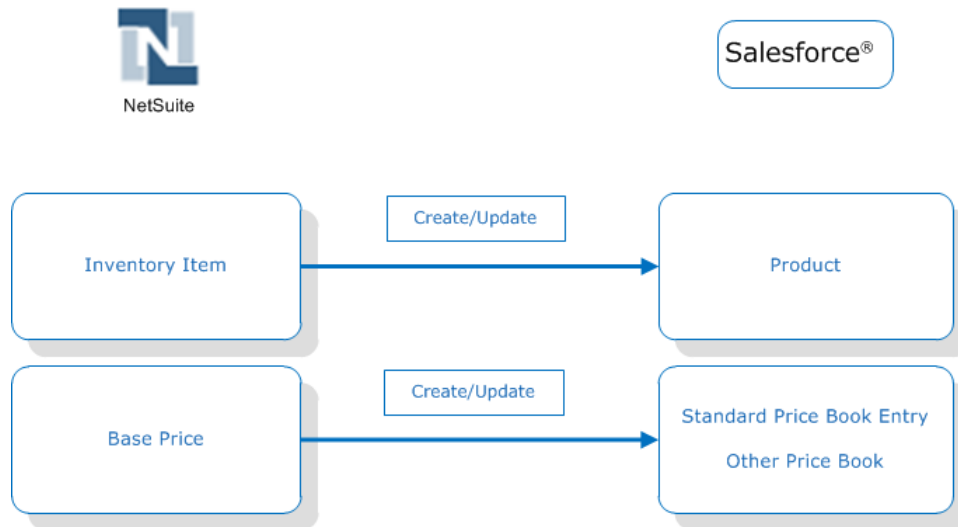 NetSuite
Salesforce®
Create/Update
Inventory Item
Product
Create/Update
Base Price
Standard Price Book Entry
Other Price Book